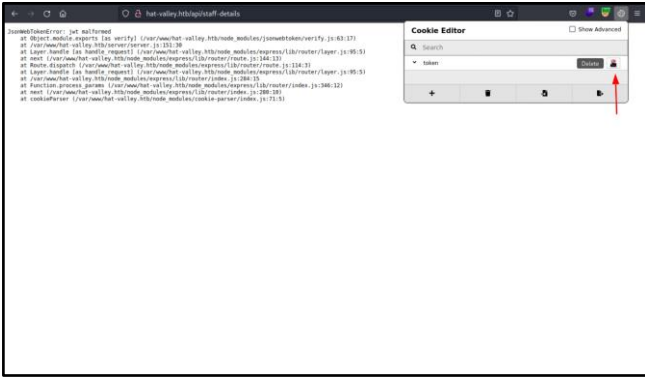 hat-valley.htb/api/staff-details
JsonWebTokenError: jwt malformed
at Object.module.exports [as verify] (/var/www/hat-valley.htb/node_modules/jsonwebtoken/verify.js:63:17)
at /var/www/hat-valley.htb/server/server.js:151:30
at Layer.handle [as handle_request] (/var/www/hat-valley.htb/node_modules/express/lib/router/layer.js:95:5)
at next (/var/www/hat-valley.htb/node_modules/express/lib/router/route.js:144:13)
at Route.dispatch (/var/www/hat-valley.htb/node_modules/express/lib/router/route.js:114:3)
at Layer.handle [as handle_request] (/var/www/hat-valley.htb/node_modules/express/lib/router/layer.js:95:5)
at /var/www/hat-valley.htb/node_modules/express/lib/router/index.js:284:15
at Function.process_params (/var/www/hat-valley.htb/node_modules/express/lib/router/index.js:346:12)
at next (/var/www/hat-valley.htb/node_modules/express/lib/router/index.js:280:10)
at cookieParser (/var/www/hat-valley.htb/node_modules/cookie-parser/index.js:71:5)
Cookie Editor
Show Advanced
Search
token
Delete